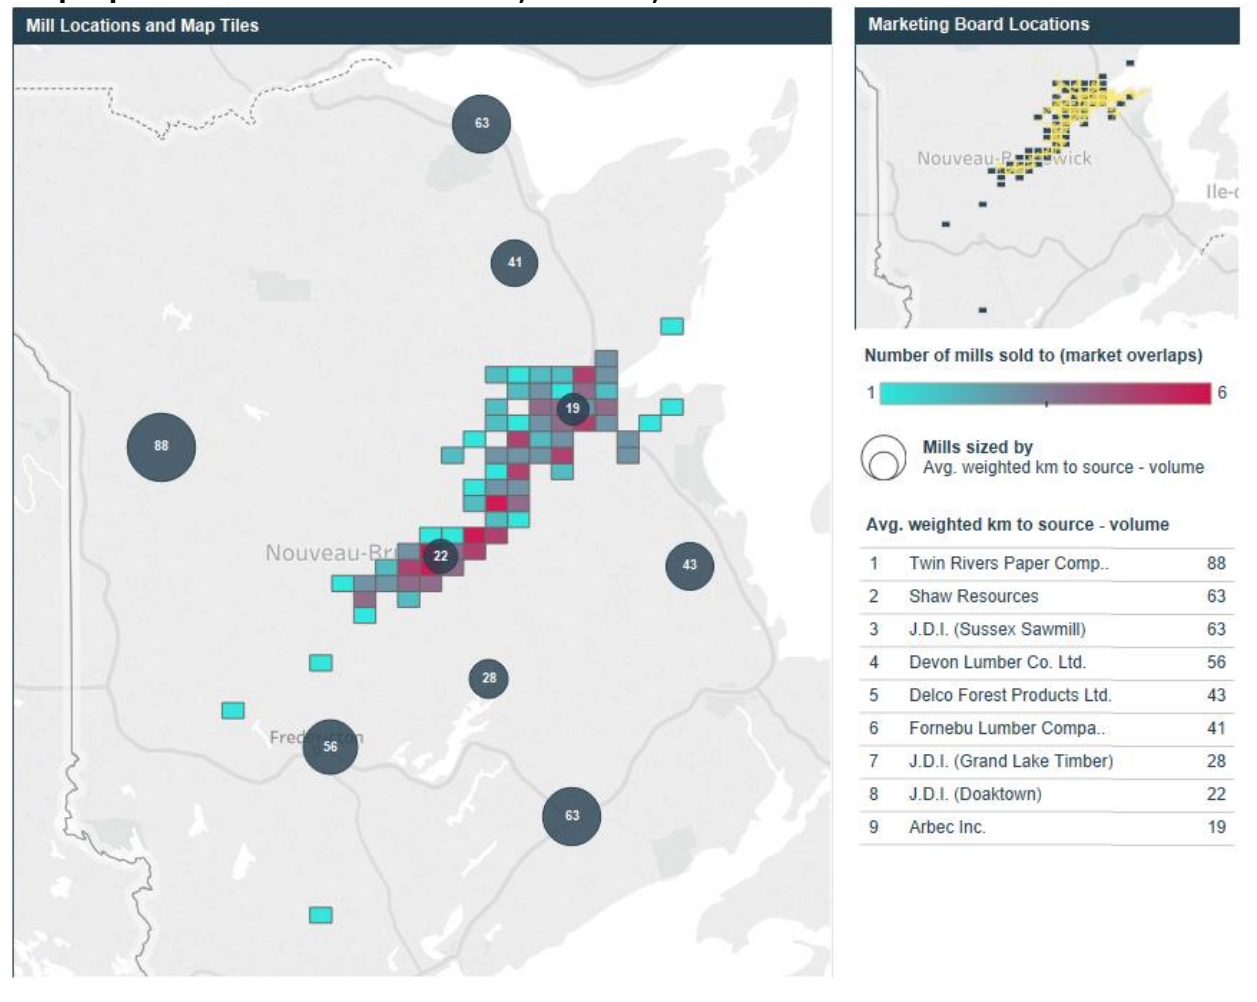 Mill Locations and Map Tiles
63
41
19
88
Nouveau-Br
22
43
28
Fredericton
56
63
Marketing Board Locations
Nouveau-B wick
Ile-
Number of mills sold to (market overlaps)
1 6
Mills sized by
Avg. weighted km to source - volume
Avg. weighted km to source - volume
1 Twin Rivers Paper Comp.. 88
2 Shaw Resources 63
3 J.D.I. (Sussex Sawmill) 63
4 Devon Lumber Co. Ltd. 56
5 Delco Forest Products Ltd. 43
6 Fornebu Lumber Compa.. 41
7 J.D.I. (Grand Lake Timber) 28
8 J.D.I. (Doaktown) 22
9 Arbec Inc. 19